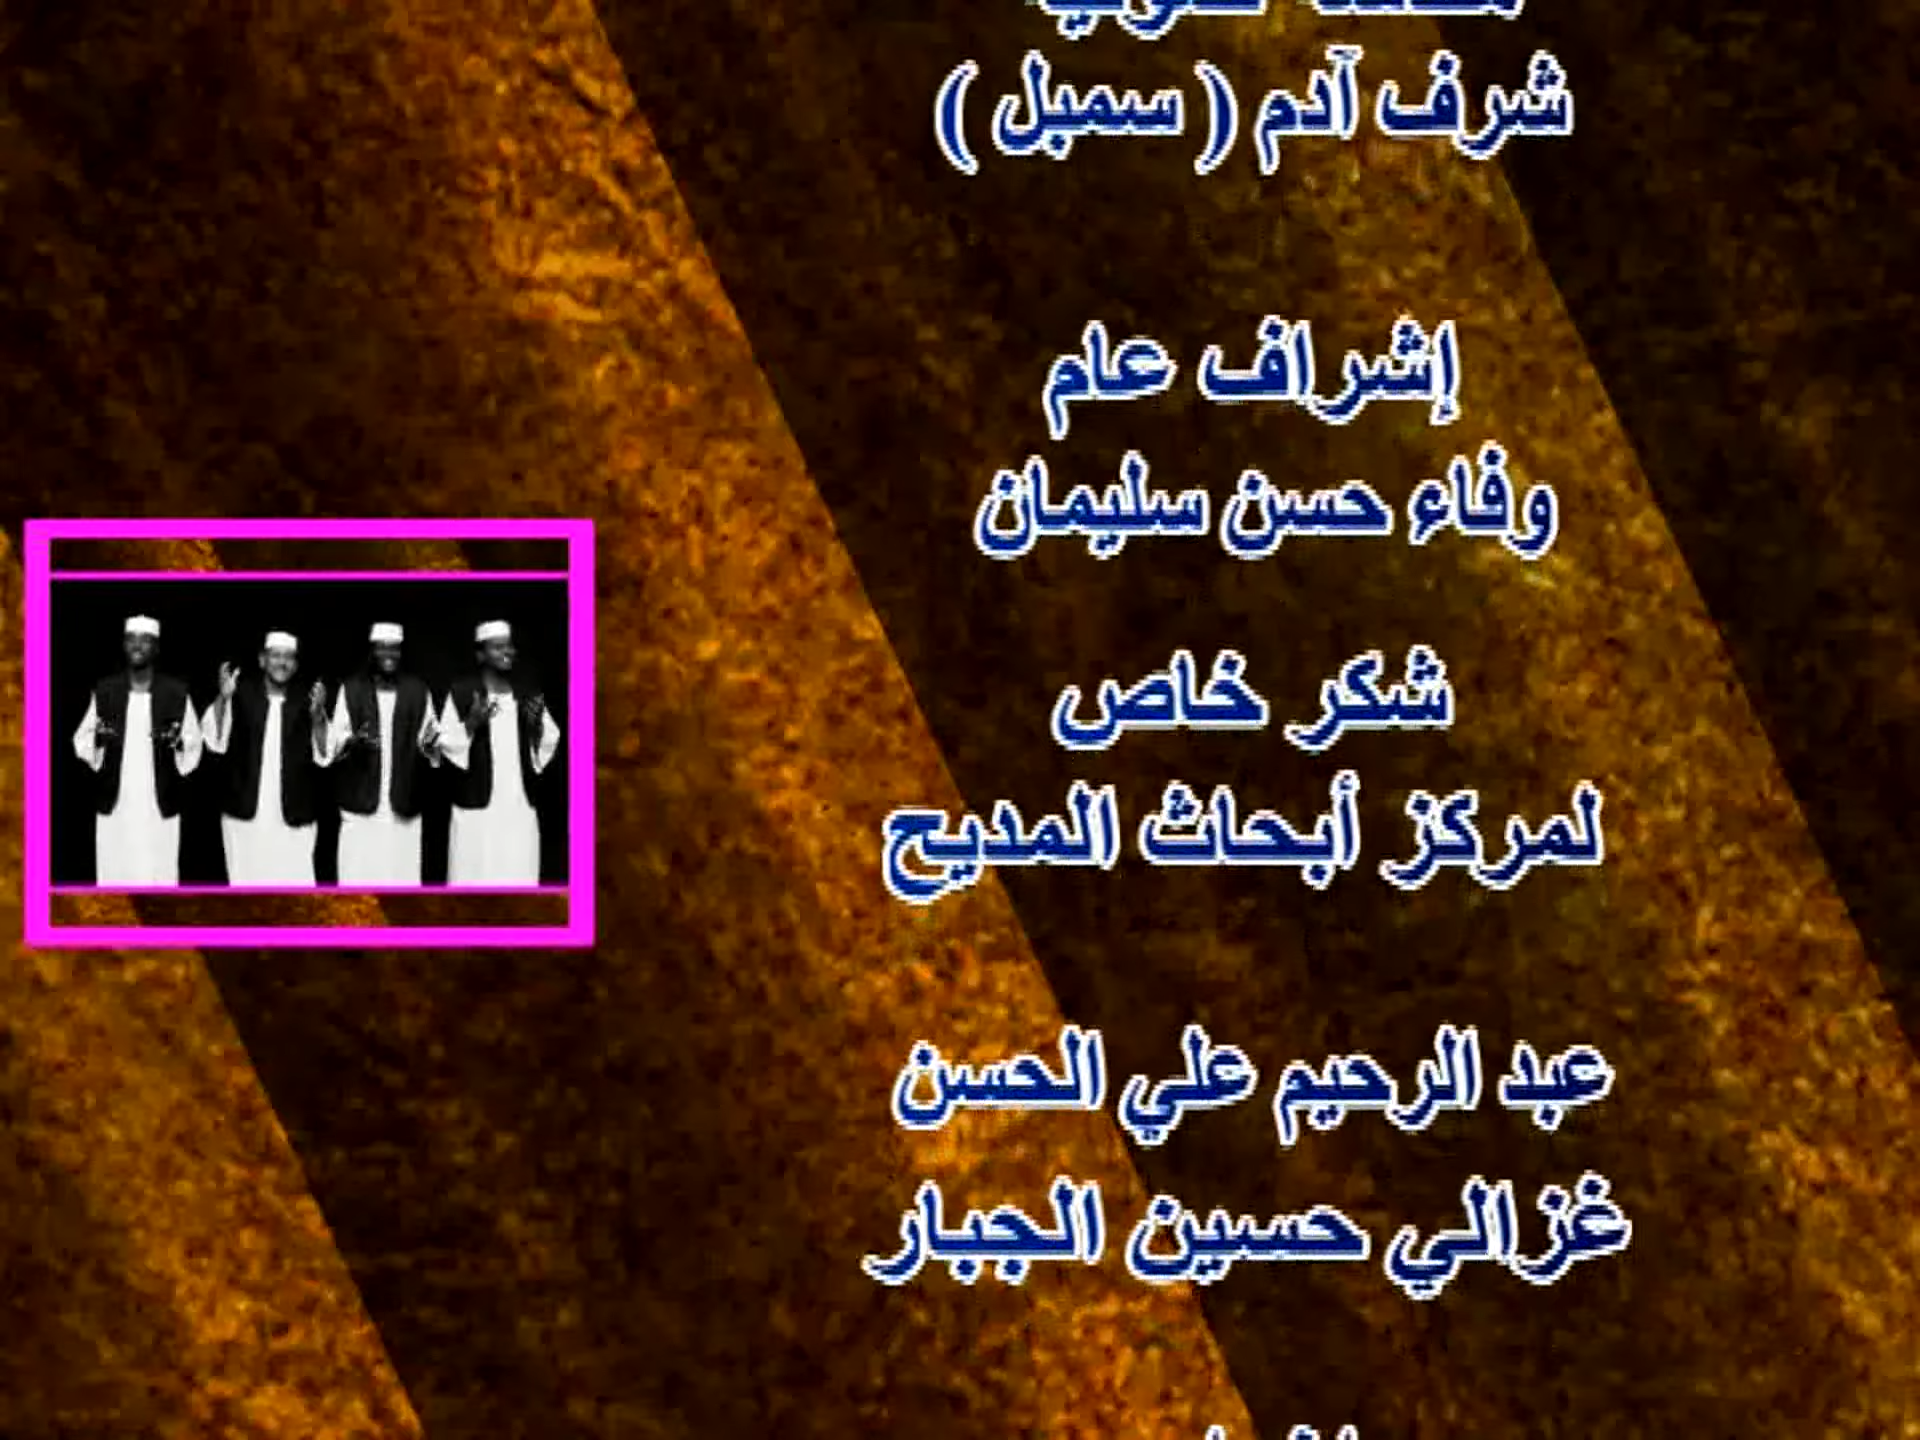 شرف آدم ( سمبل )
إشراف عام
وفاء حسن سليمان
شكر خاص
لمركز أبحاث المديح
عبد الرحيم علي الحسن
غزالي حسين الجبار